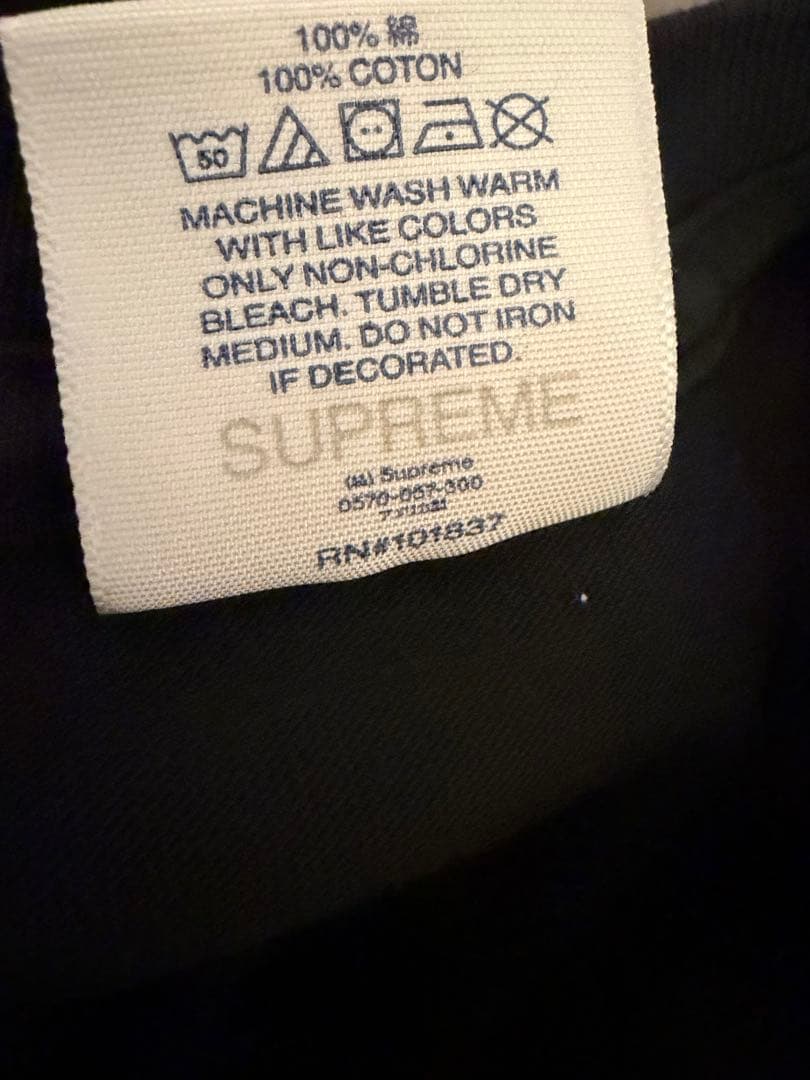 100% 綿
100% COTON
50
MACHINE WASH WARM
WITH LIKE COLORS
ONLY NON-CHLORINE
BLEACH. TUMBLE DRY
MEDIUM. DO NOT IRON
IF DECORATED.
SUPREME
Supreme
RN#101837